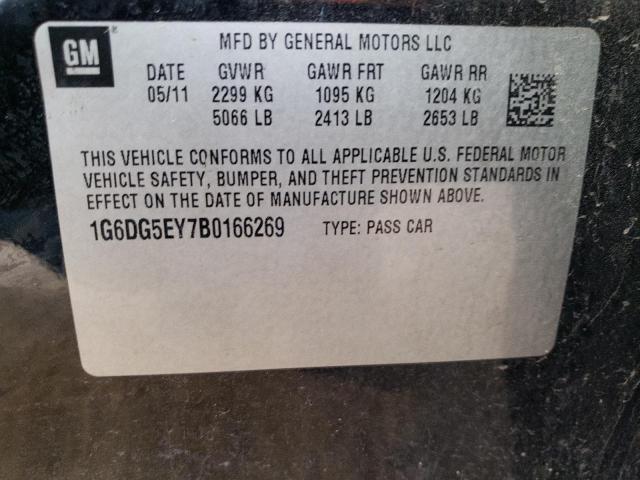 GM
MFD BY GENERAL MOTORS LLC
DATE GVWR GAWR FRT GAWR RR
05/11 2299 KG 1095 KG 1204 KG
5066 LB 2413 LB 2653 LB
THIS VEHICLE CONFORMS TO ALL APPLICABLE U.S. FEDERAL MOTOR
VEHICLE SAFETY, BUMPER, AND THEFT PREVENTION STANDARDS IN
EFFECT ON THE DATE OF MANUFACTURE SHOWN ABOVE.
1G6DG5EY7B0166269 TYPE: PASS CAR